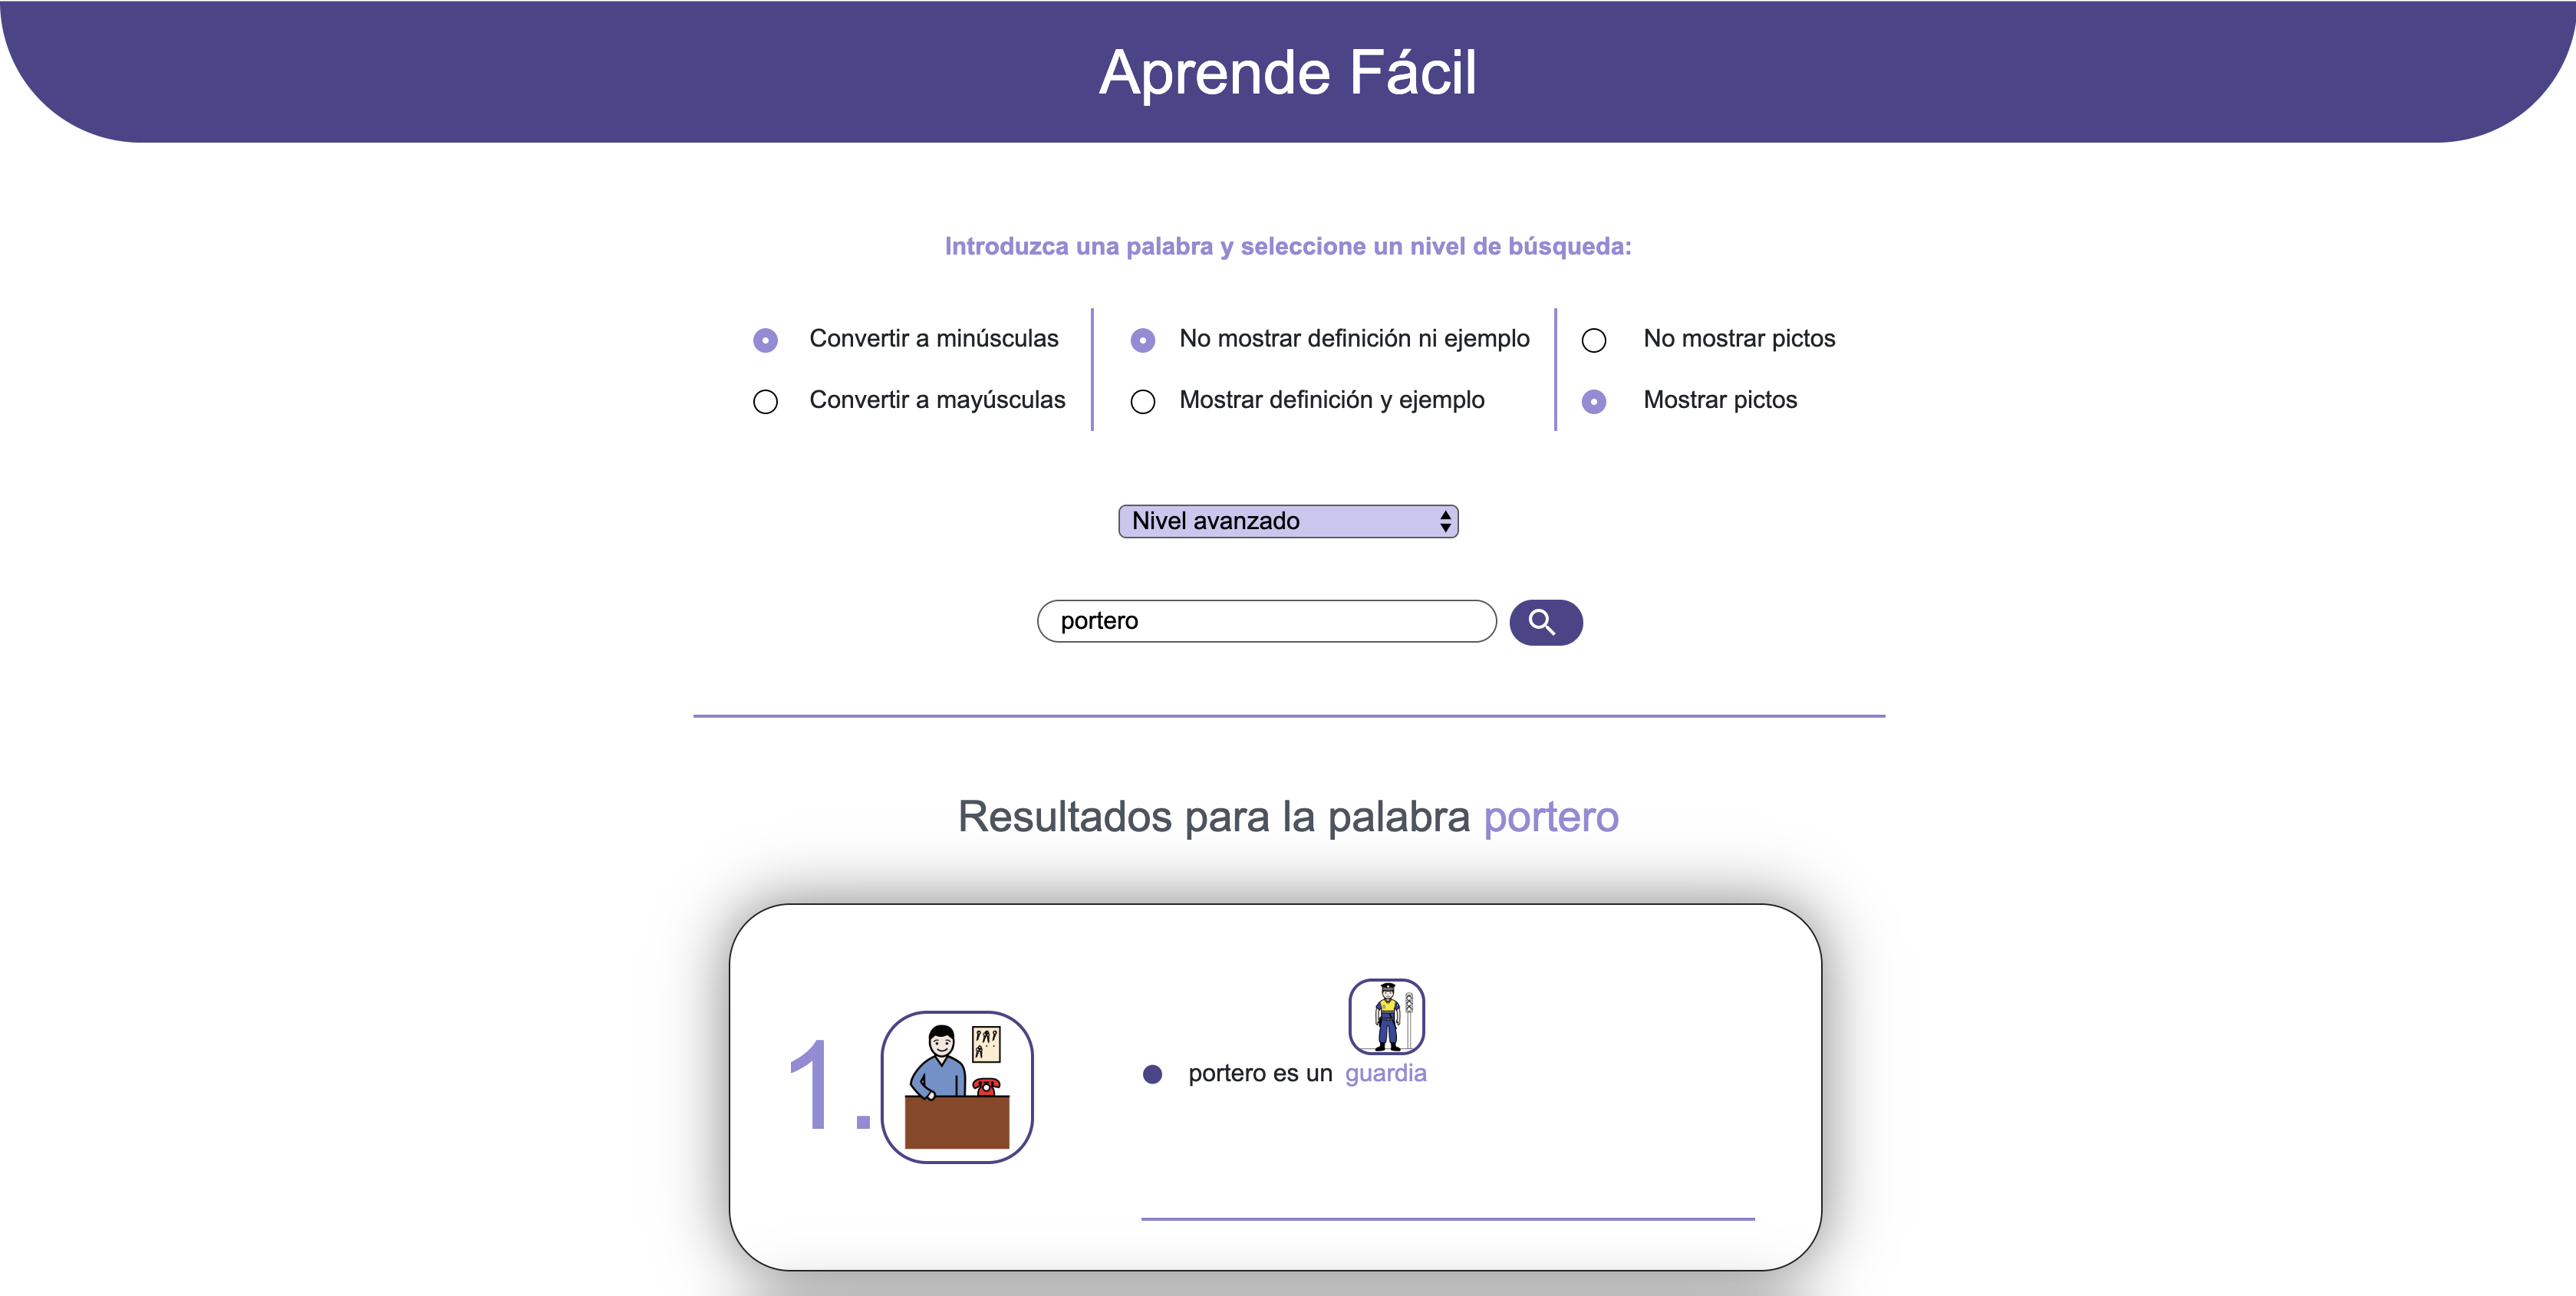 Aprende Fácil
Introduzca una palabra y seleccione un nivel de búsqueda:
Convertir a minúsculas
Convertir a mayúsculas
No mostrar definición ni ejemplo
Mostrar definición y ejemplo
No mostrar pictos
Mostrar pictos
Nivel avanzado
portero
Resultados para la palabra portero
1.
portero es un guardia